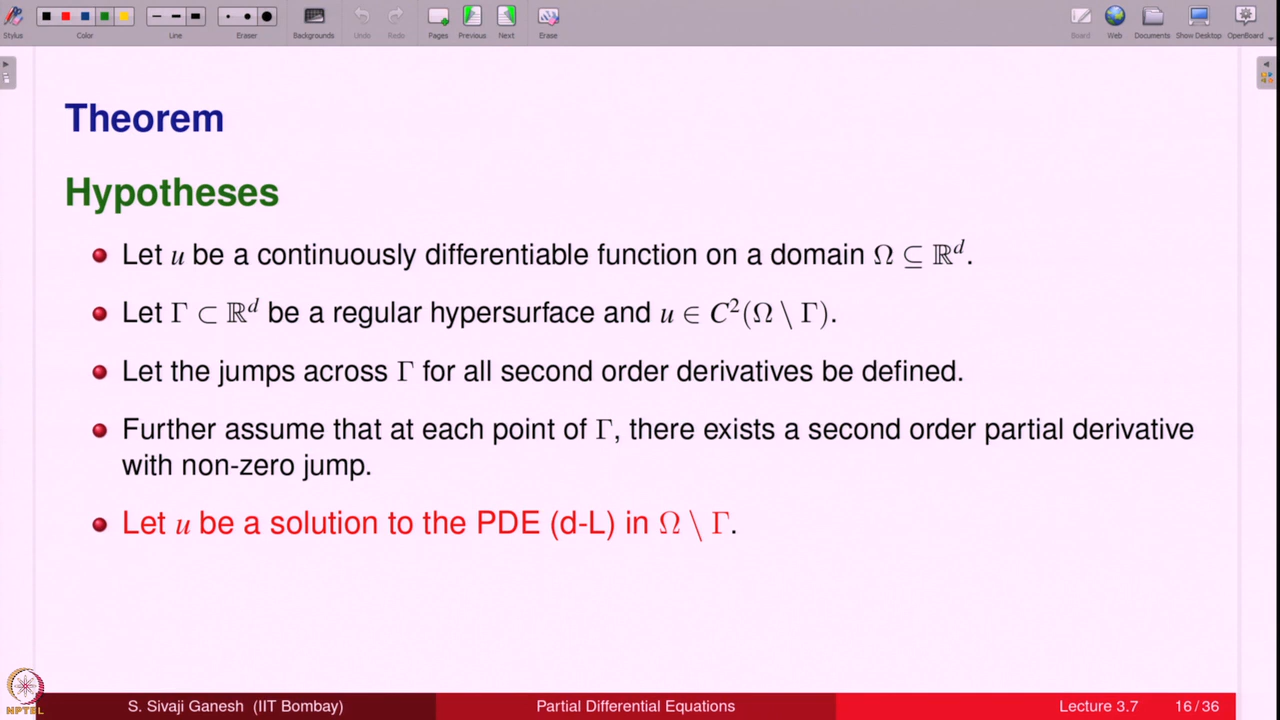 Stylus Color Line Eraser Backgrounds Undo Redo Pages Previous Next Erase Board Web Documents Show Desktop OpenBoard
Theorem
Hypotheses
Let u be a continuously differentiable function on a domain Ω ⊆ ℝᵈ.
Let Γ ⊂ ℝᵈ be a regular hypersurface and u ∈ C²(Ω \ Γ).
Let the jumps across Γ for all second order derivatives be defined.
Further assume that at each point of Γ, there exists a second order partial derivative
with non-zero jump.
Let u be a solution to the PDE (d-L) in Ω \ Γ.
NPTEL
S. Sivaji Ganesh (IIT Bombay) Partial Differential Equations Lecture 3.7 16/36